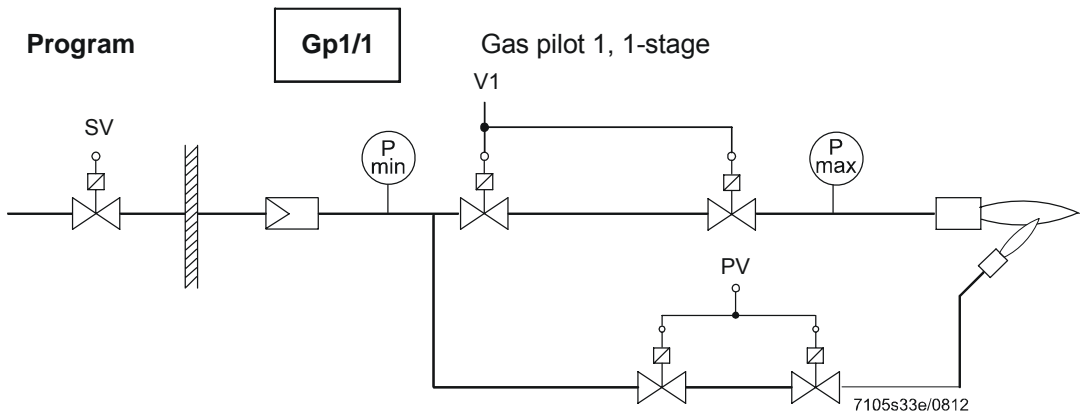 Program Gp1/1 Gas pilot 1, 1-stage
V1
SV
P
min
P
max
PV
7105s33e/0812